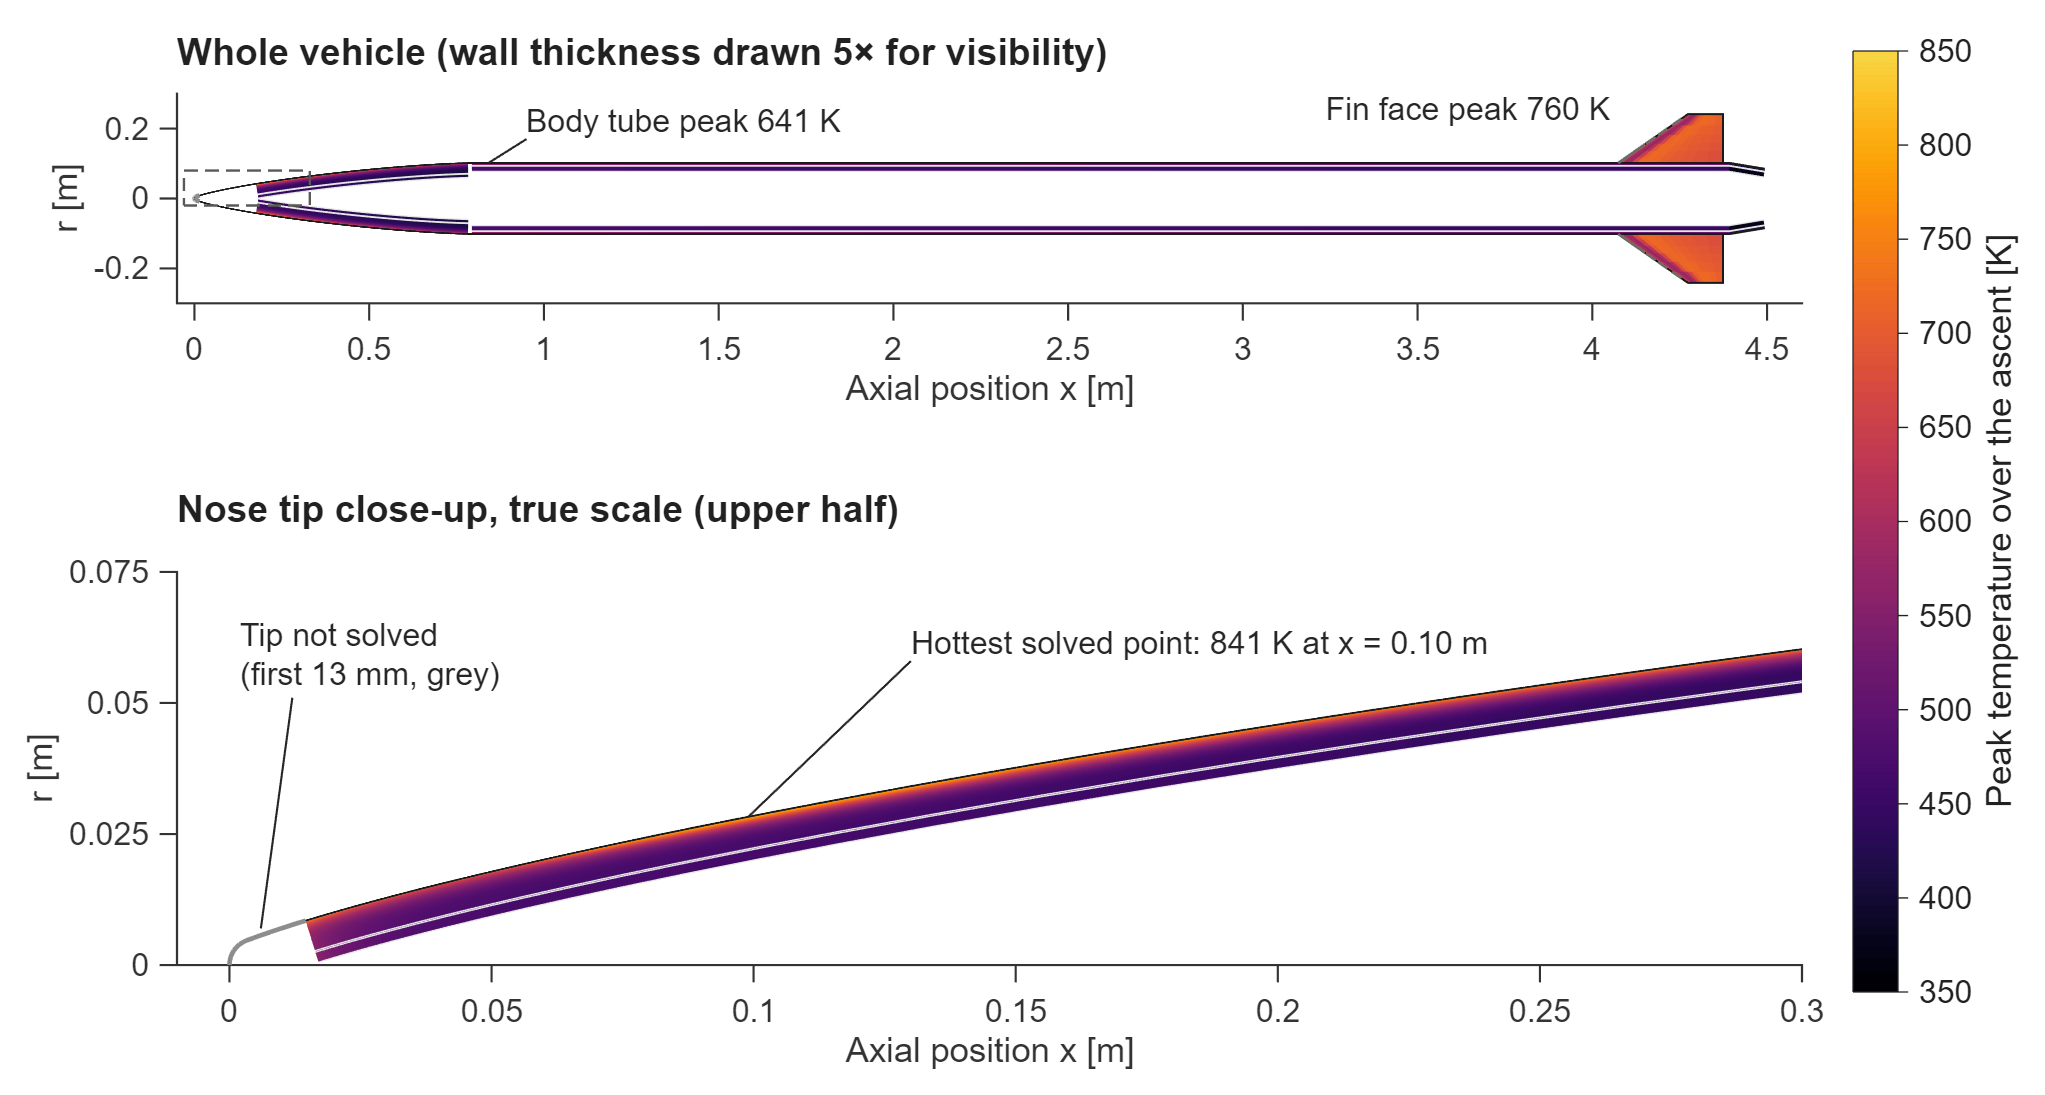 Whole vehicle (wall thickness drawn 5× for visibility)
Body tube peak 641 K
Fin face peak 760 K
r [m]
0.2
0
-0.2
0
0.5
1
1.5
2
2.5
3
3.5
4
4.5
Axial position x [m]
Nose tip close-up, true scale (upper half)
Tip not solved
(first 13 mm, grey)
Hottest solved point: 841 K at x = 0.10 m
r [m]
0.075
0.05
0.025
0
0
0.05
0.1
0.15
0.2
0.25
0.3
Axial position x [m]
850
800
750
700
650
600
550
500
450
400
350
Peak temperature over the ascent [K]